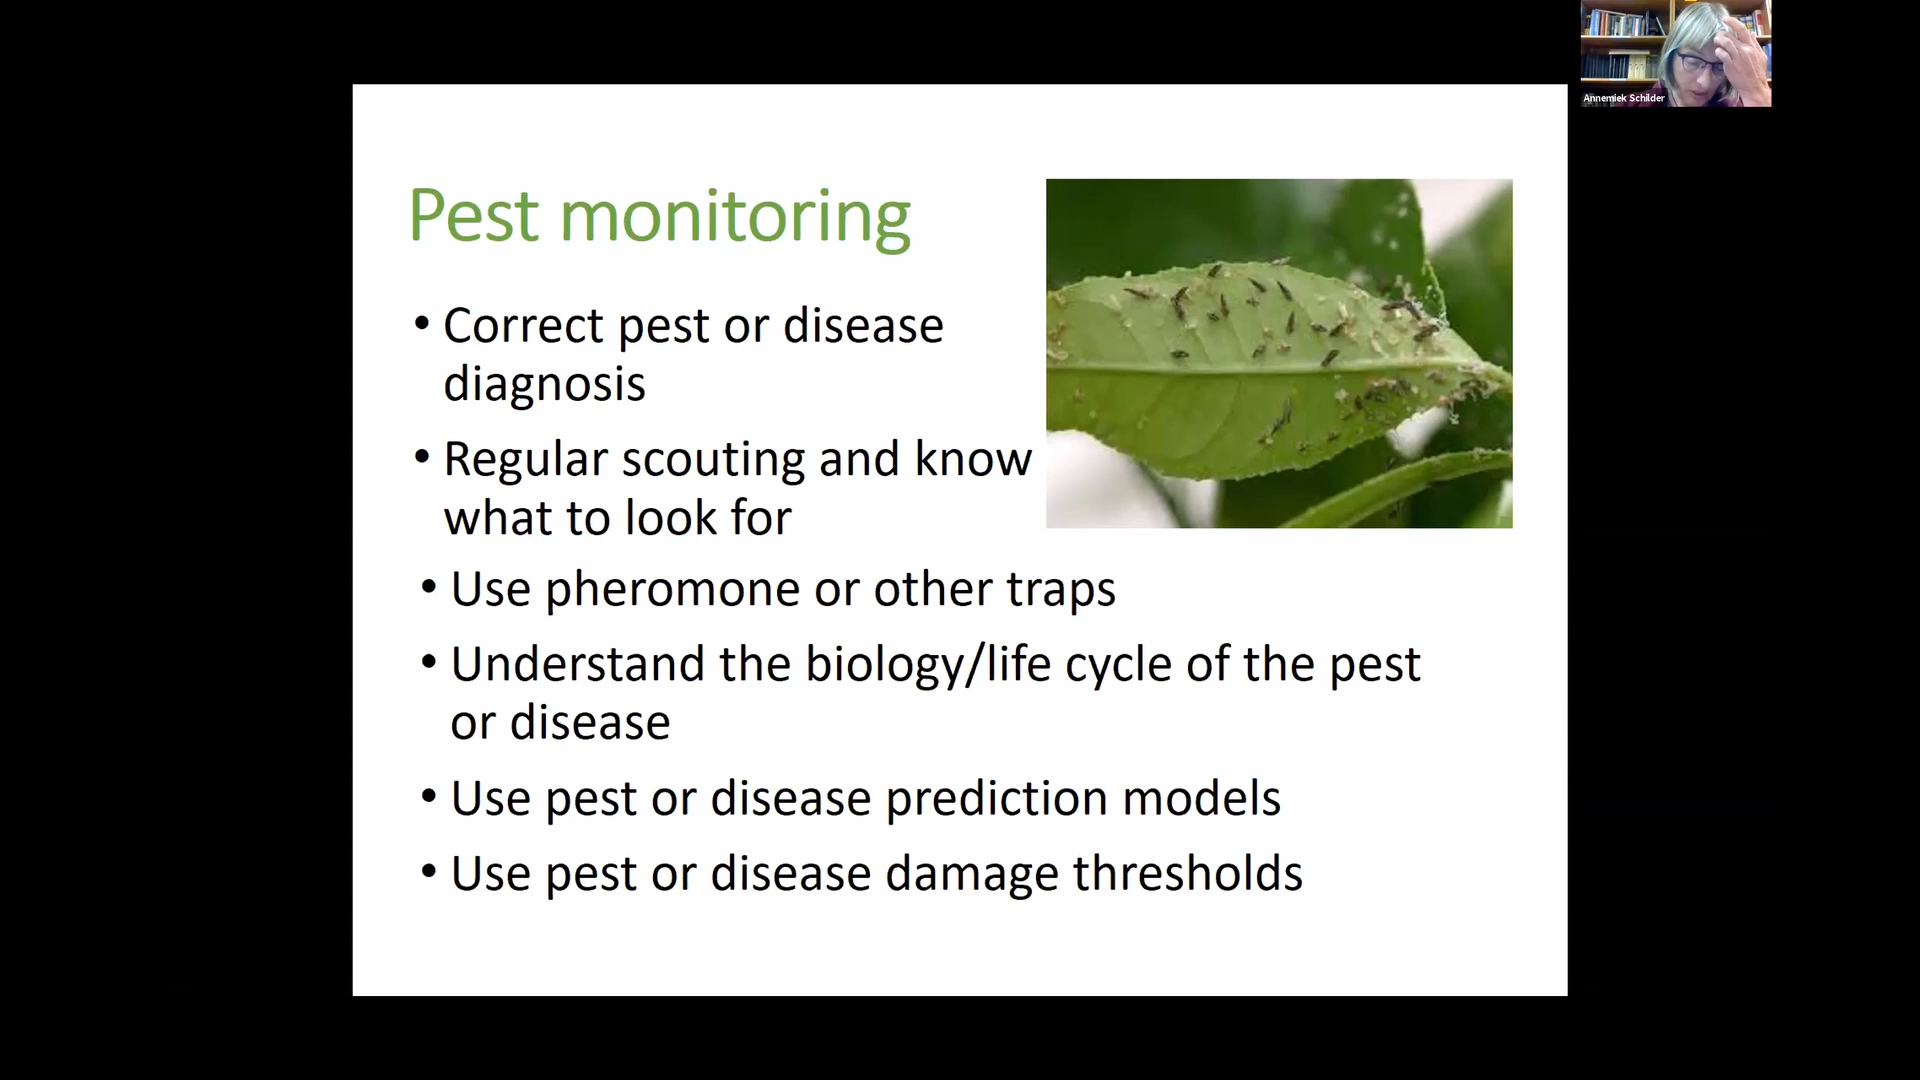 Annemiek Schilder
Pest monitoring
• Correct pest or disease
diagnosis
• Regular scouting and know
what to look for
• Use pheromone or other traps
• Understand the biology/life cycle of the pest
or disease
• Use pest or disease prediction models
• Use pest or disease damage thresholds